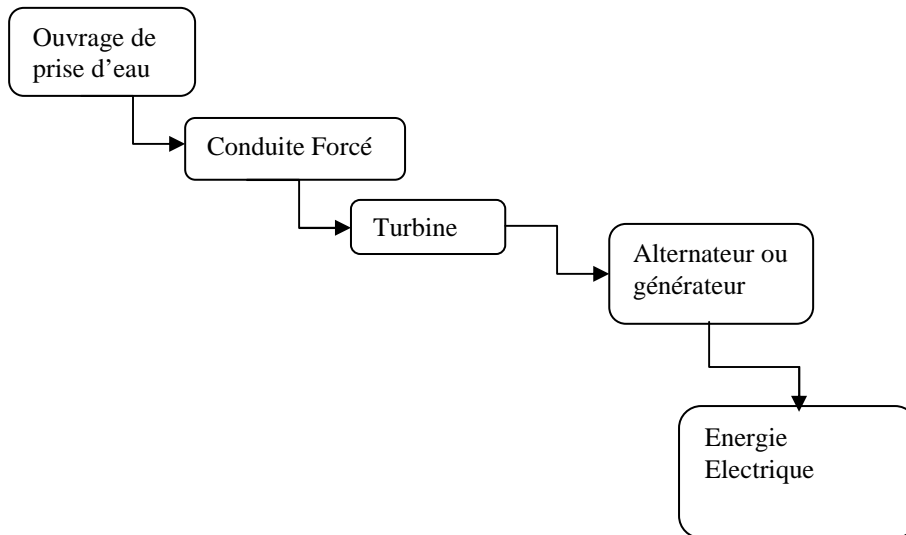 Ouvrage de
prise d’eau
Conduite Forcé
Turbine
Alternateur ou
générateur
Energie
Electrique